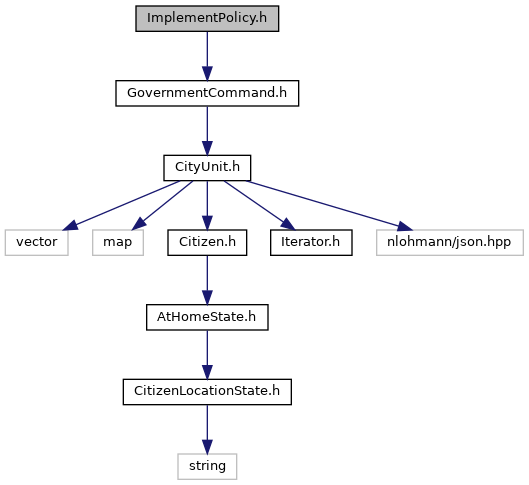 ImplementPolicy.h
GovernmentCommand.h
CityUnit.h
vector
map
Citizen.h
Iterator.h
nlohmann/json.hpp
AtHomeState.h
CitizenLocationState.h
string